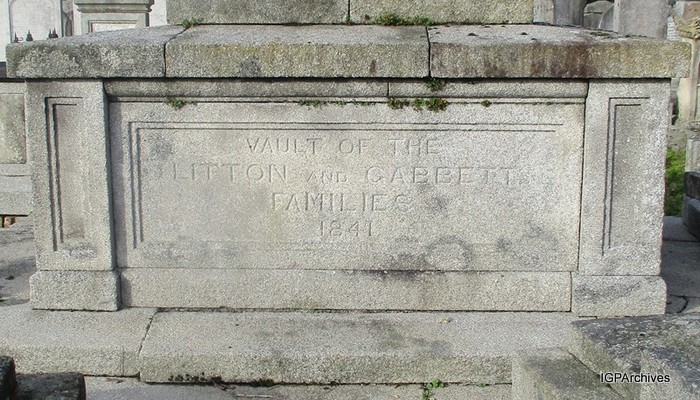 VAULT OF THE
LITTON AND GABBETT
FAMILIES
1841
IGPArchives